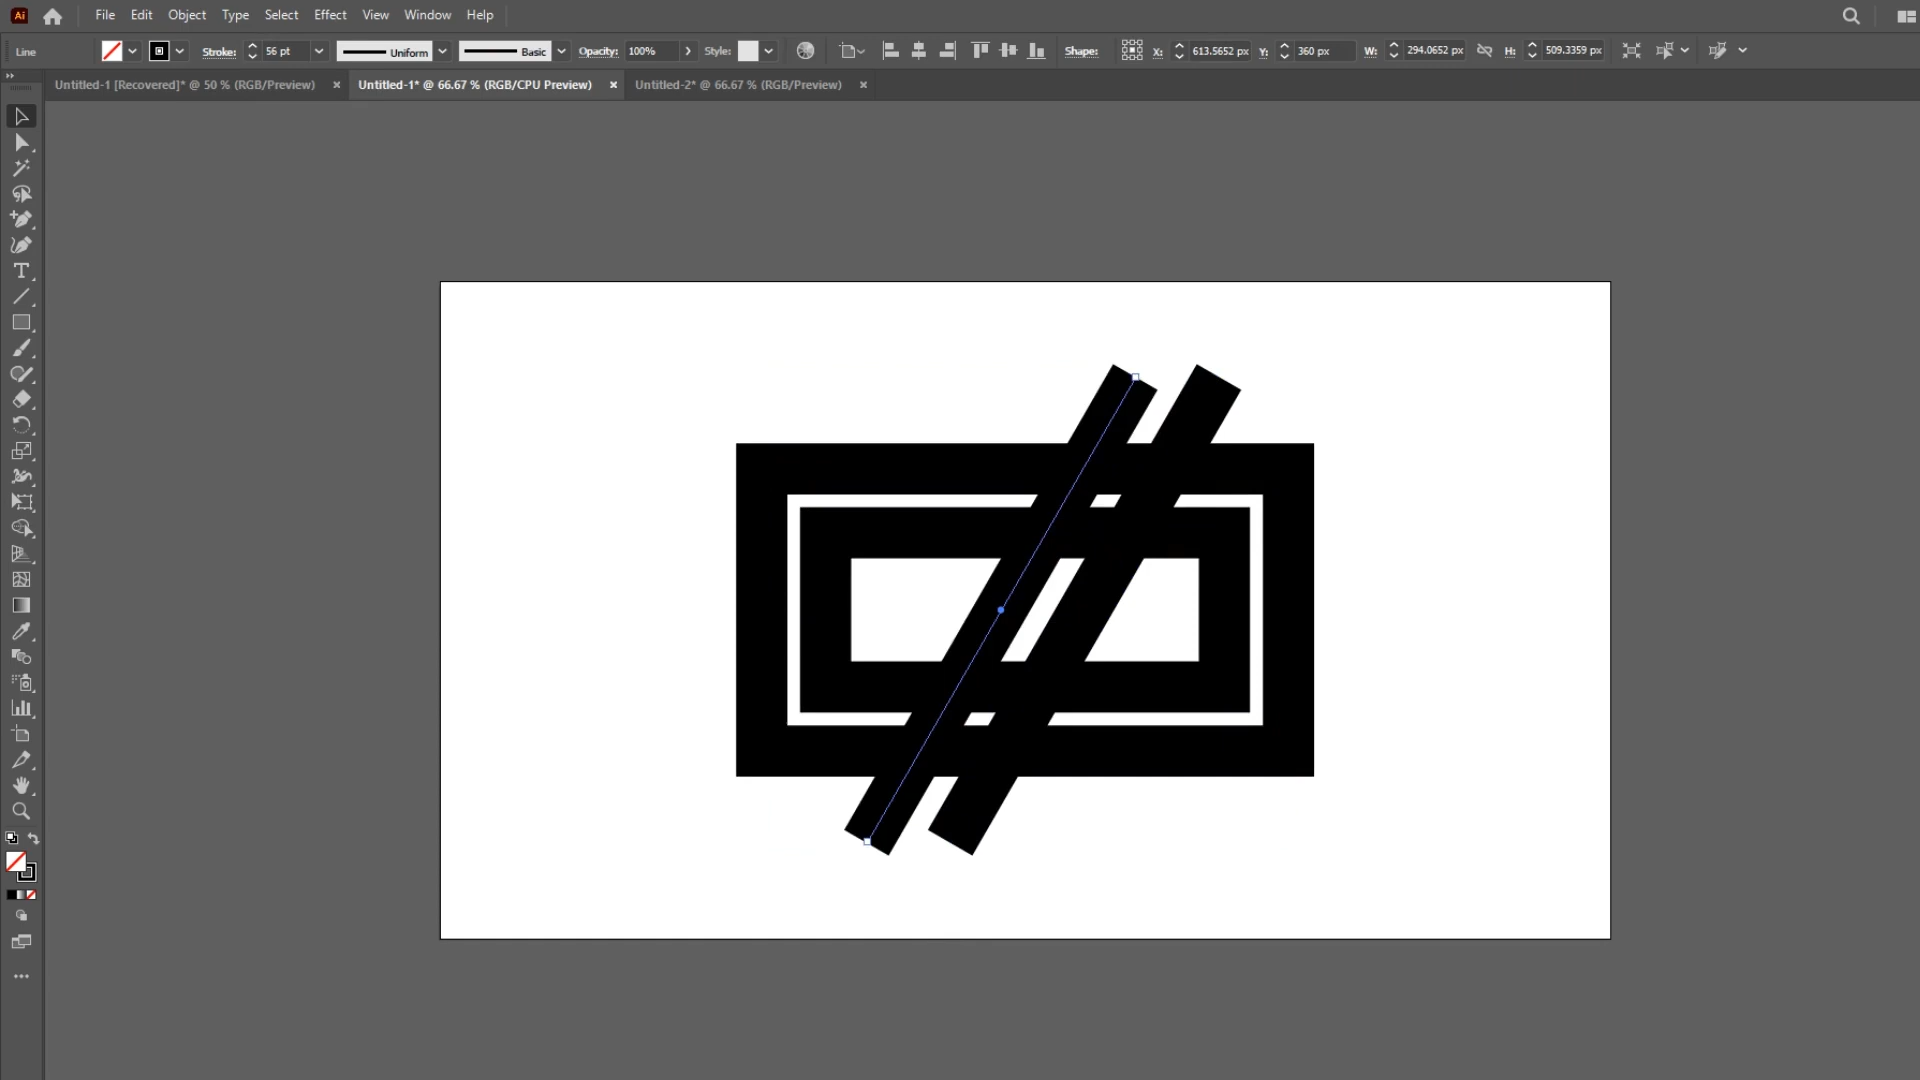 Ai File Edit Object Type Select Effect View Window Help
Line Stroke: 56 pt Uniform Basic Opacity: 100% Style: Shape: X: 613.5652 px Y: 360 px W: 294.0652 px H: 509.3359 px
Untitled-1 [Recovered]* @ 50 % (RGB/Preview) × Untitled-1* @ 66.67 % (RGB/CPU Preview) × Untitled-2* @ 66.67 % (RGB/Preview) ×